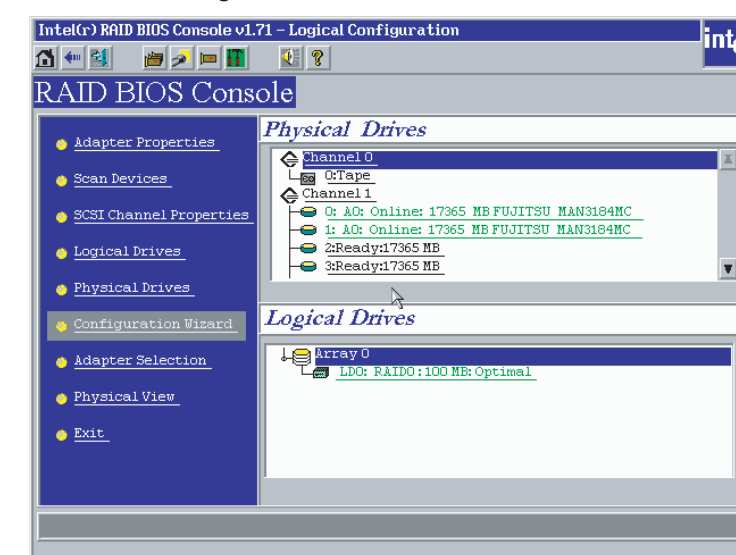 Intel(r) RAID BIOS Console v1.71 – Logical Configuration
RAID BIOS Console
Adapter Properties
Scan Devices
SCSI Channel Properties
Logical Drives
Physical Drives
Configuration Wizard
Adapter Selection
Physical View
Exit
Physical Drives
Channel 0
0:Tape
Channel 1
0: A0: Online: 17365 MB FUJITSU MAN3184MC
1: A0: Online: 17365 MB FUJITSU MAN3184MC
2:Ready:17365 MB
3:Ready:17365 MB
Logical Drives
Array 0
LD0: RAID0 : 100 MB: Optimal